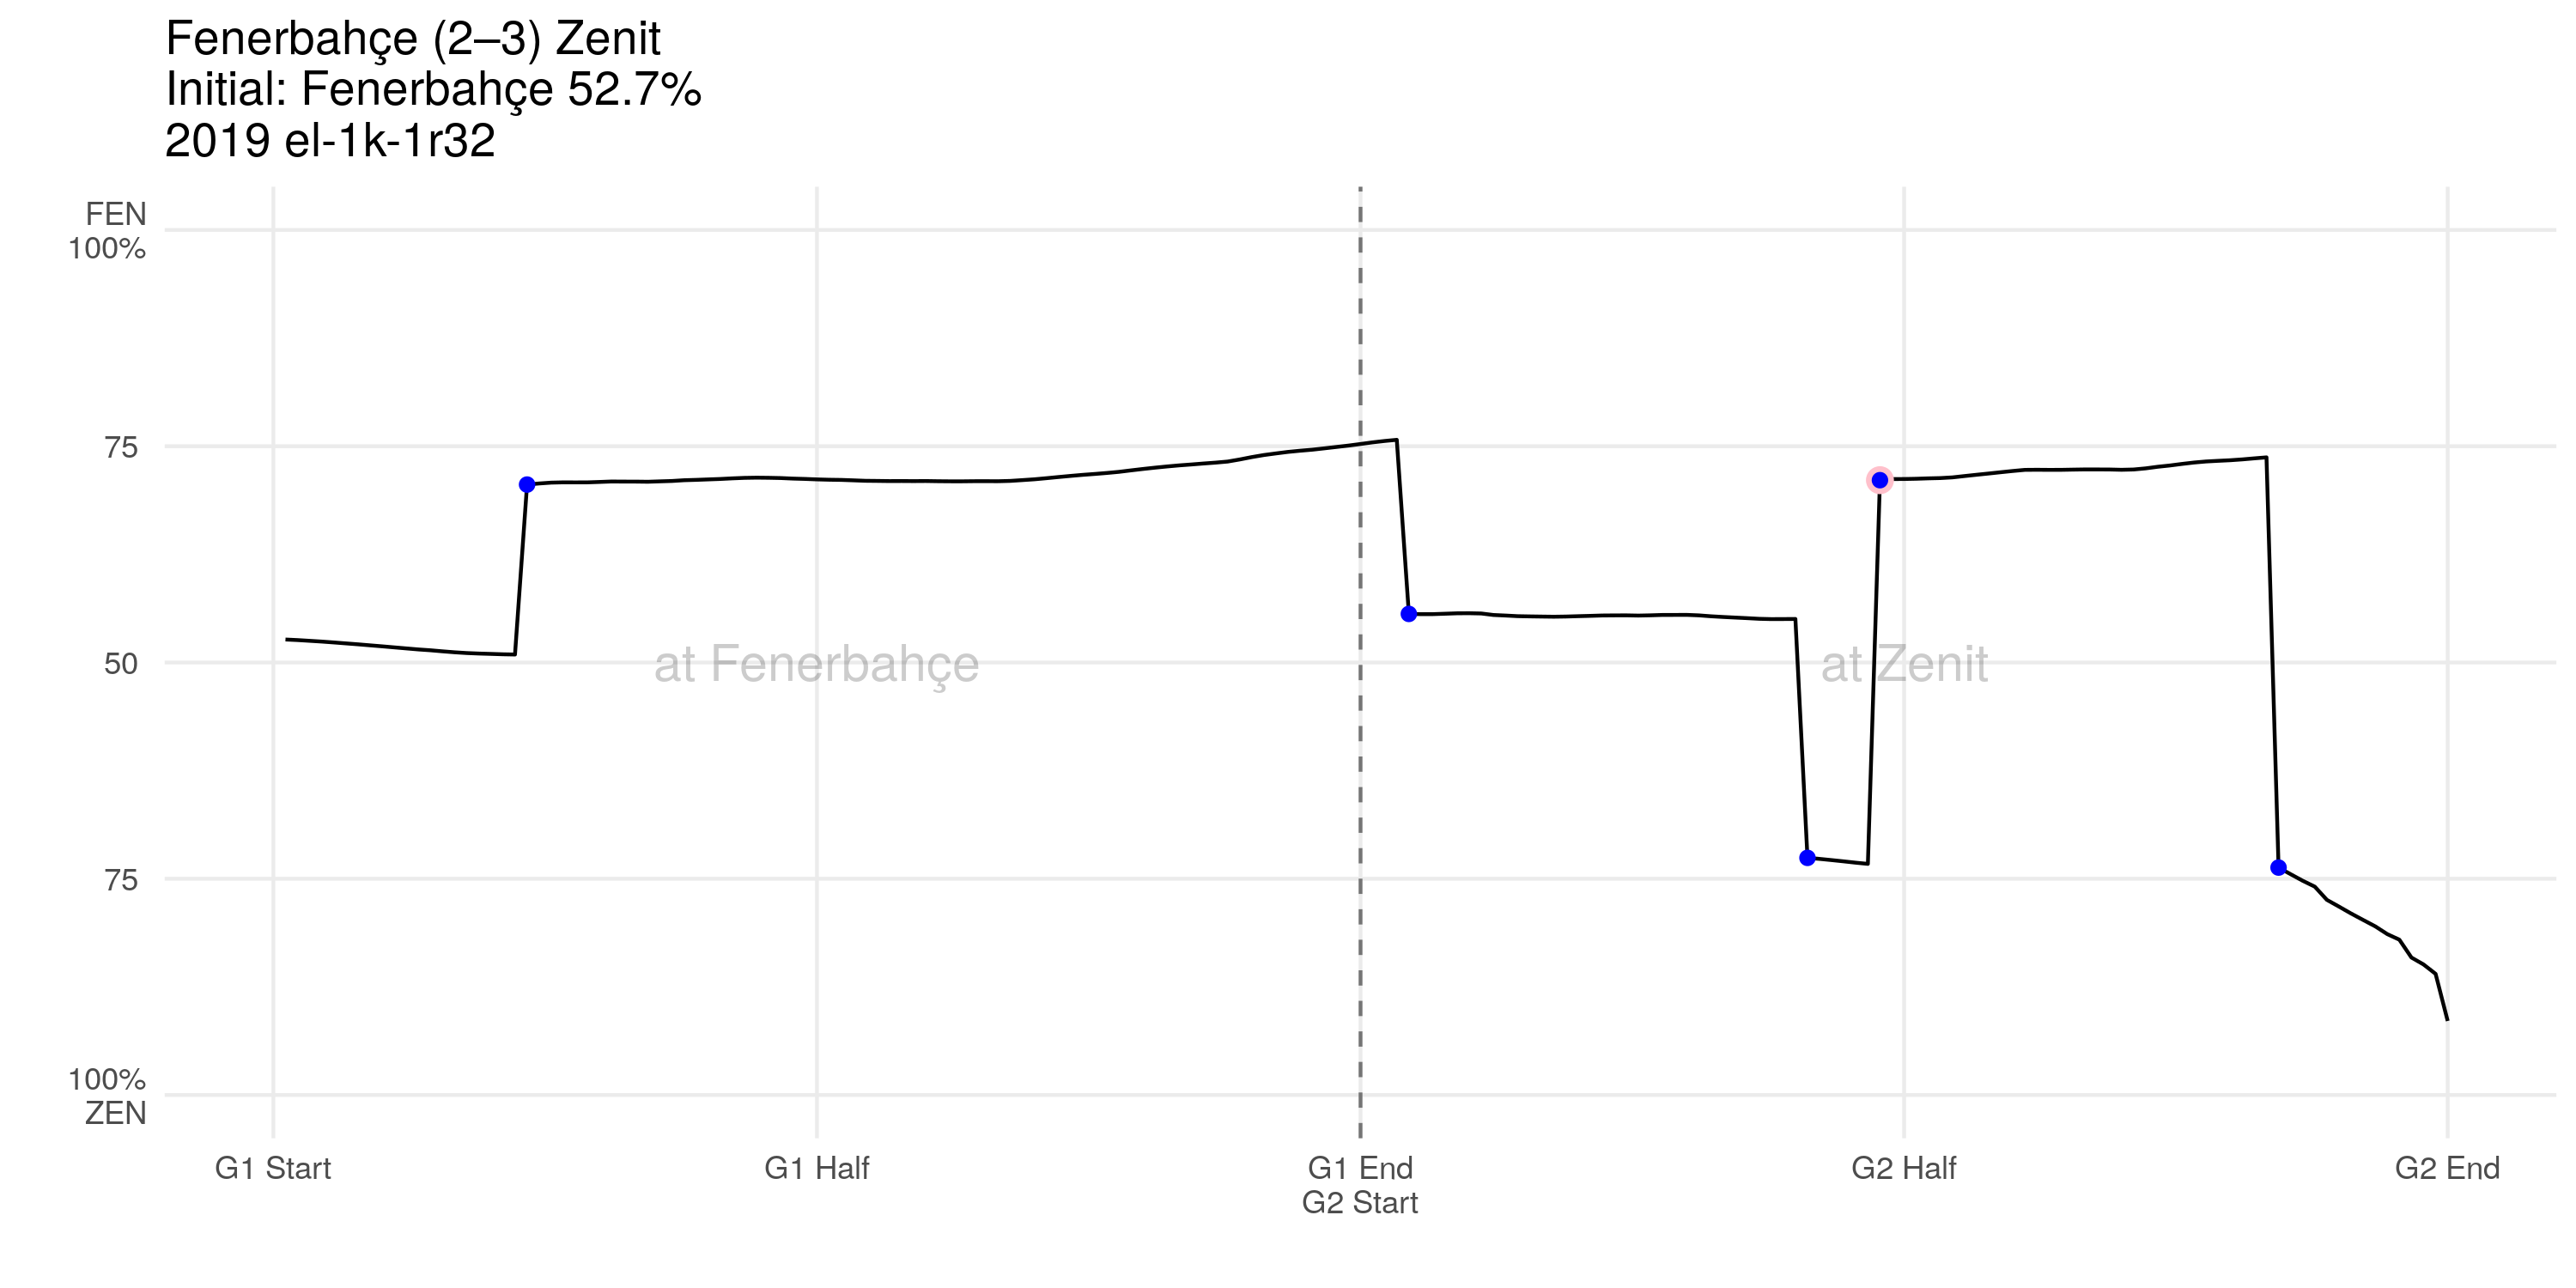 Fenerbahçe (2–3) Zenit
Initial: Fenerbahçe 52.7%
2019 el-1k-1r32
FEN
100%
75
50
75
100%
ZEN
at Fenerbahçe
at Zenit
G1 Start
G1 Half
G1 End
G2 Start
G2 Half
G2 End